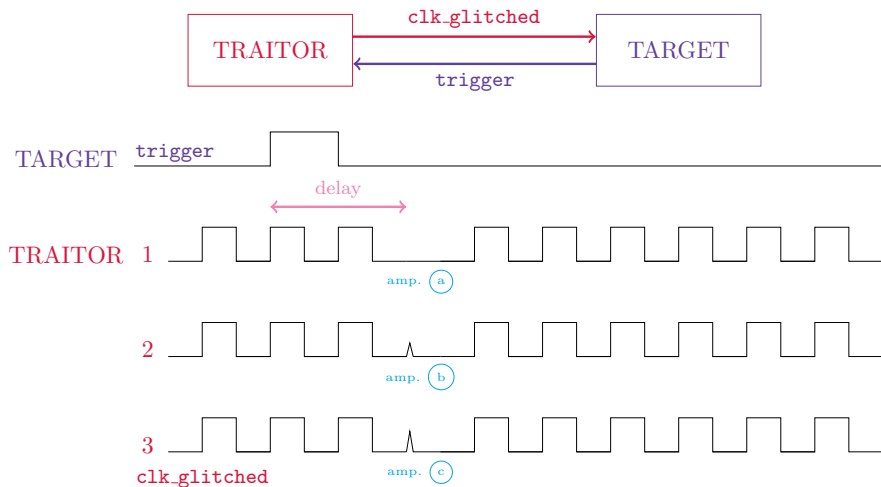 clk_glitched
TRAITOR TARGET
trigger
TARGET trigger
delay
TRAITOR 1
amp. a
2
amp. b
3
clk_glitched amp. c